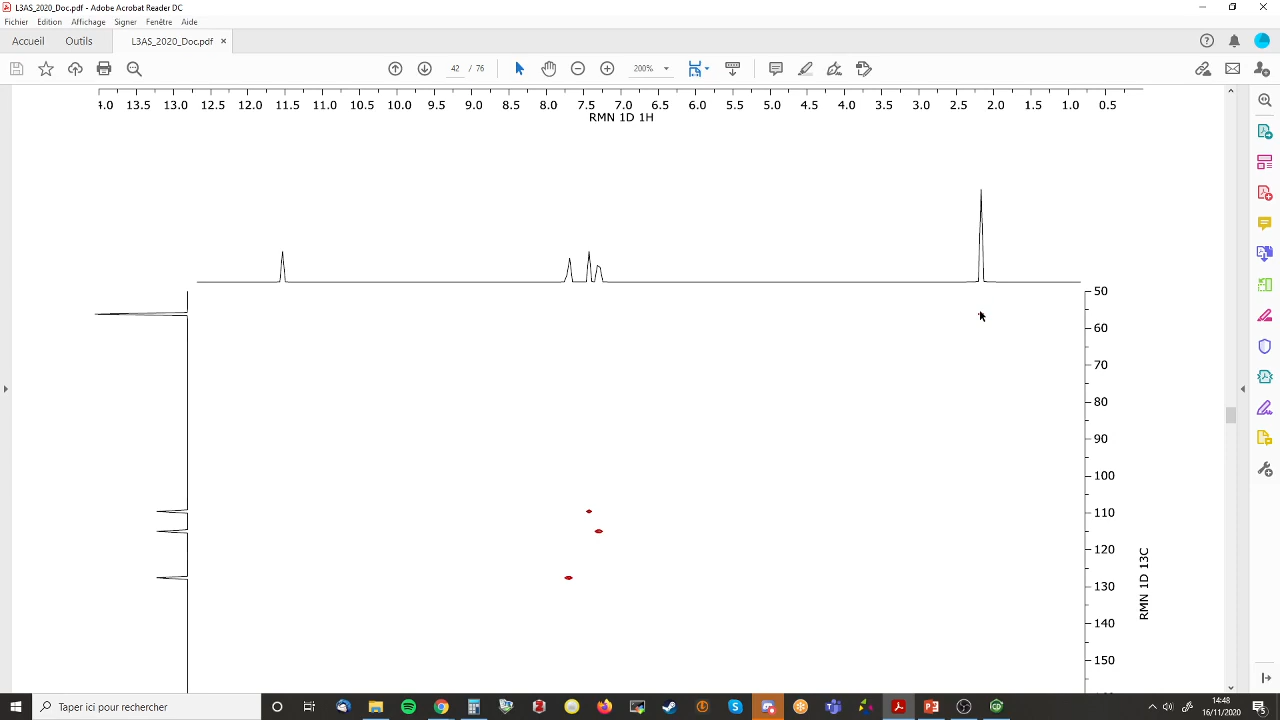 L3AS_2020_Doc.pdf - Adobe Acrobat Reader DC
Fichier Edition Affichage Signer Fenêtre Aide
Accueil Outils L3AS_2020_Doc.pdf ×
42 / 76 200%
13.5 13.0 12.5 12.0 11.5 11.0 10.5 10.0 9.5 9.0 8.5 8.0 7.5 7.0 6.5 6.0 5.5 5.0 4.5 4.0 3.5 3.0 2.5 2.0 1.5 1.0 0.5
RMN 1D 1H
50
60
70
80
90
100
110
120
130
140
150
RMN 1D 13C
Taper ici pour rechercher
14:48
16/11/2020